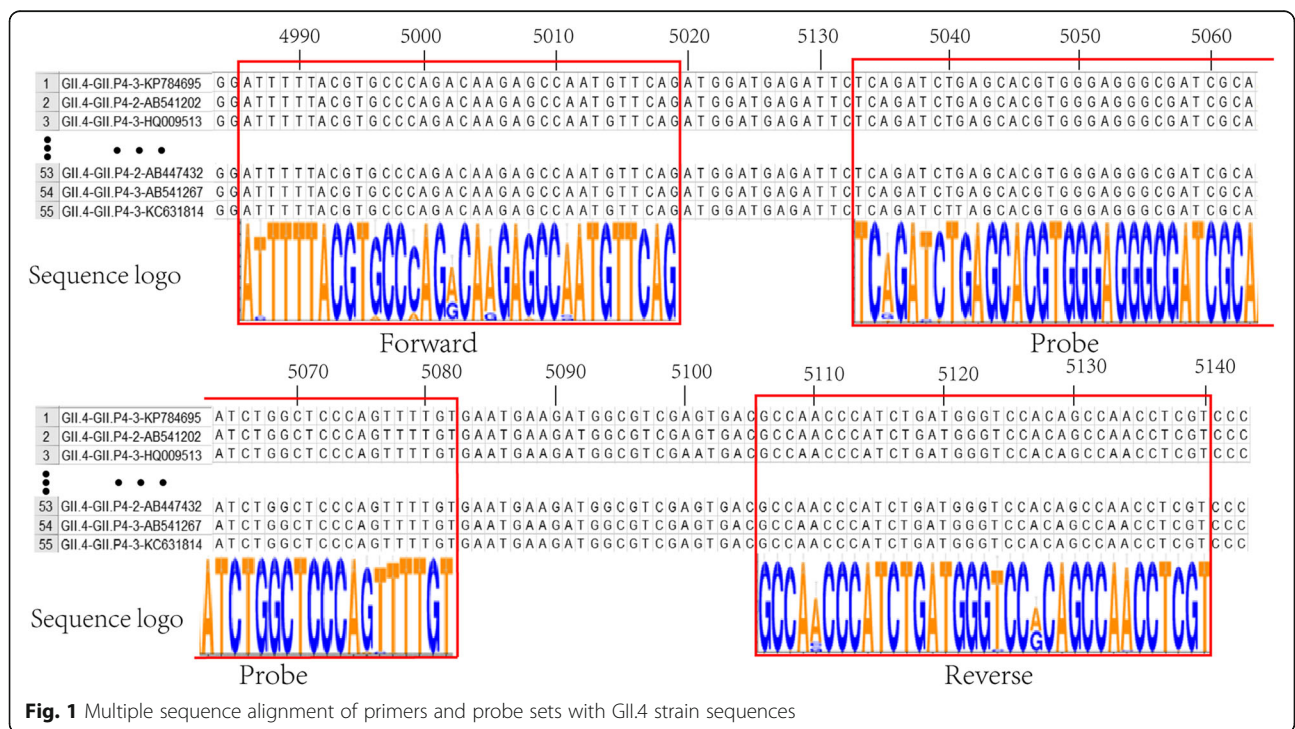 4990 5000 5010 5020 5130 5040 5050 5060
1 GII.4-GII.P4-3-KP784695 GGATTTTTACGTGCCCAGACAAGAGCCAATGTTCAGATGGATGAGATTCTCAGATCTGAGCACGTGGGAGGGCGATCGCA
2 GII.4-GII.P4-2-AB541202 GGATTTTTACGTGCCCAGACAAGAGCCAATGTTCAGATGGATGAGATTCTCAGATCTGAGCACGTGGGAGGGCGATCGCA
3 GII.4-GII.P4-3-HQ009513 GGATTTTTACGTGCCCAGACAAGAGCCAATGTTCAGATGGATGAGATTCTCAGATCTGAGCACGTGGGAGGGCGATCGCA
53 GII.4-GII.P4-2-AB447432 GGATTTTTACGTGCCCAGACAAGAGCCAATGTTCAGATGGATGAGATTCTCAGATCTGAGCACGTGGGAGGGCGATCGCA
54 GII.4-GII.P4-3-AB541267 GGATTTTTACGTGCCCAGACAAGAGCCAATGTTCAGATGGATGAGATTCTCAGATCTGAGCACGTGGGAGGGCGATCGCA
55 GII.4-GII.P4-3-KC631814 GGATTTTTACGTGCCCAGACAAGAGCCAATGTTCAGATGGATGAGATTCTCAGATCTTAGCACGTGGGAGGGCGATCGCA
Sequence logo ATTTTTACGTGCCCAGACAAGAGCCAATGTTCAG TCAGATCTGAGCACGTGGGAGGGCGATCGCA
Forward Probe
5070 5080 5090 5100 5110 5120 5130 5140
1 GII.4-GII.P4-3-KP784695 ATCTGGCTCCCAGTTTTGTGAATGAAGATGGCGTCGAGTGACGCCAACCCATCTGATGGGTCCACAGCCAACCTCGTCCC
2 GII.4-GII.P4-2-AB541202 ATCTGGCTCCCAGTTTTGTGAATGAAGATGGCGTCGAGTGACGCCAACCCATCTGATGGGTCCACAGCCAACCTCGTCCC
3 GII.4-GII.P4-3-HQ009513 ATCTGGCTCCCAGTTTTGTGAATGAAGATGGCGTCGAATGACGCCAACCCATCTGATGGGTCCACAGCCAACCTCGTCCC
53 GII.4-GII.P4-2-AB447432 ATCTGGCTCCCAGTTTTGTGAATGAAGATGGCGTCGAGTGACGCCAACCCATCTGATGGGTCCACAGCCAACCTCGTCCC
54 GII.4-GII.P4-3-AB541267 ATCTGGCTCCCAGTTTTGTGAATGAAGATGGCGTCGAGTGACGCCAACCCATCTGATGGGTCCACAGCCAACCTCGTCCC
55 GII.4-GII.P4-3-KC631814 ATCTGGCTCCCAGTTTTGTGAATGAAGATGGCGTCGAGTGACGCCAACCCATCTGATGGGTCCACAGCCAACCTCGTCCC
Sequence logo ATCTGGCTCCCAGTTTTGT GCCAACCCATCTGATGGGTCCACAGCCAACCTCGT
Probe Reverse
Fig. 1 Multiple sequence alignment of primers and probe sets with GII.4 strain sequences